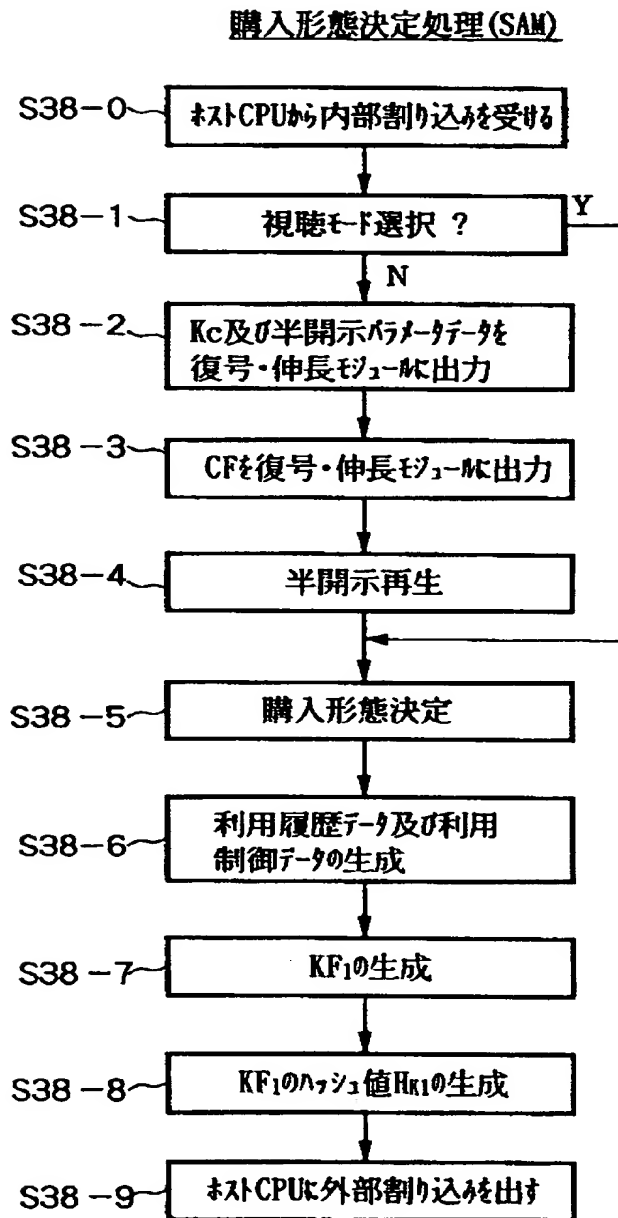 購入形態決定処理(SAM)
S38-0
ホストCPUから内部割り込みを受ける
S38-1
視聴モード選択 ?
Y
N
S38-2
Kc及び半開示パラメータデータを
復号・伸長モジュールに出力
S38-3
CFを復号・伸長モジュールに出力
S38-4
半開示再生
S38-5
購入形態決定
S38-6
利用履歴データ及び利用
制御データの生成
S38-7
KF1の生成
S38-8
KF1のハッシュ値HK1の生成
S38-9
ホストCPUに外部割り込みを出す